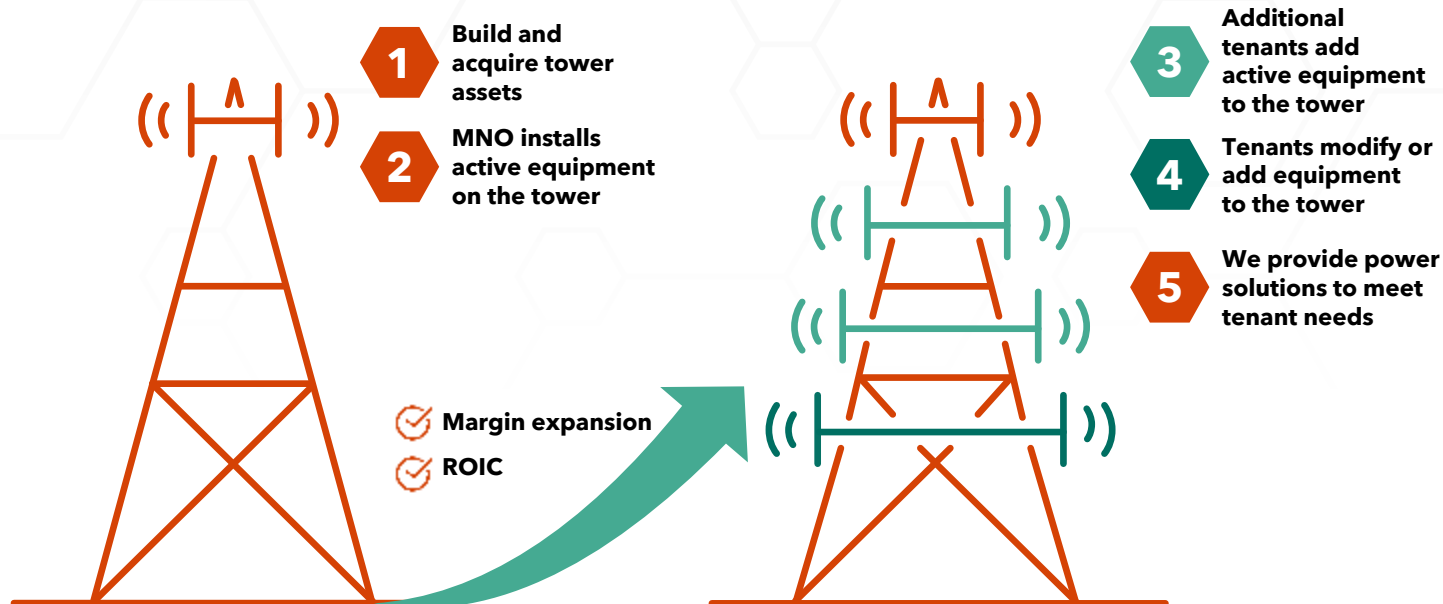 1
Build and
acquire tower
assets
2
MNO installs
active equipment
on the tower
Margin expansion
ROIC
3
Additional
tenants add
active equipment
to the tower
4
Tenants modify or
add equipment
to the tower
5
We provide power
solutions to meet
tenant needs